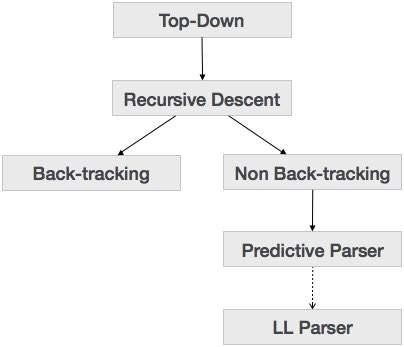 Top-Down
Recursive Descent
Back-tracking
Non Back-tracking
Predictive Parser
LL Parser